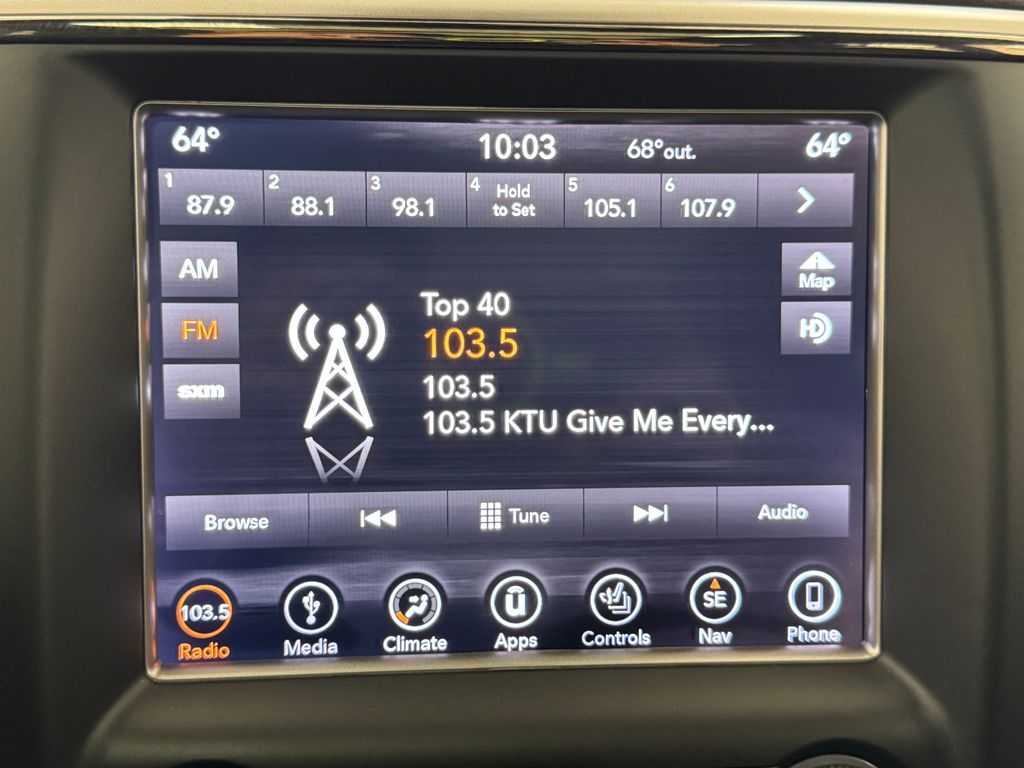 64° 10:03 68°out. 64°
1 87.9 2 88.1 3 98.1 4 Hold to Set 5 105.1 6 107.9
AM
Map
FM
HD
sxm
Top 40
103.5
103.5
103.5 KTU Give Me Every...
Browse Tune Audio
103.5 SE
Radio Media Climate Apps Controls Nav Phone